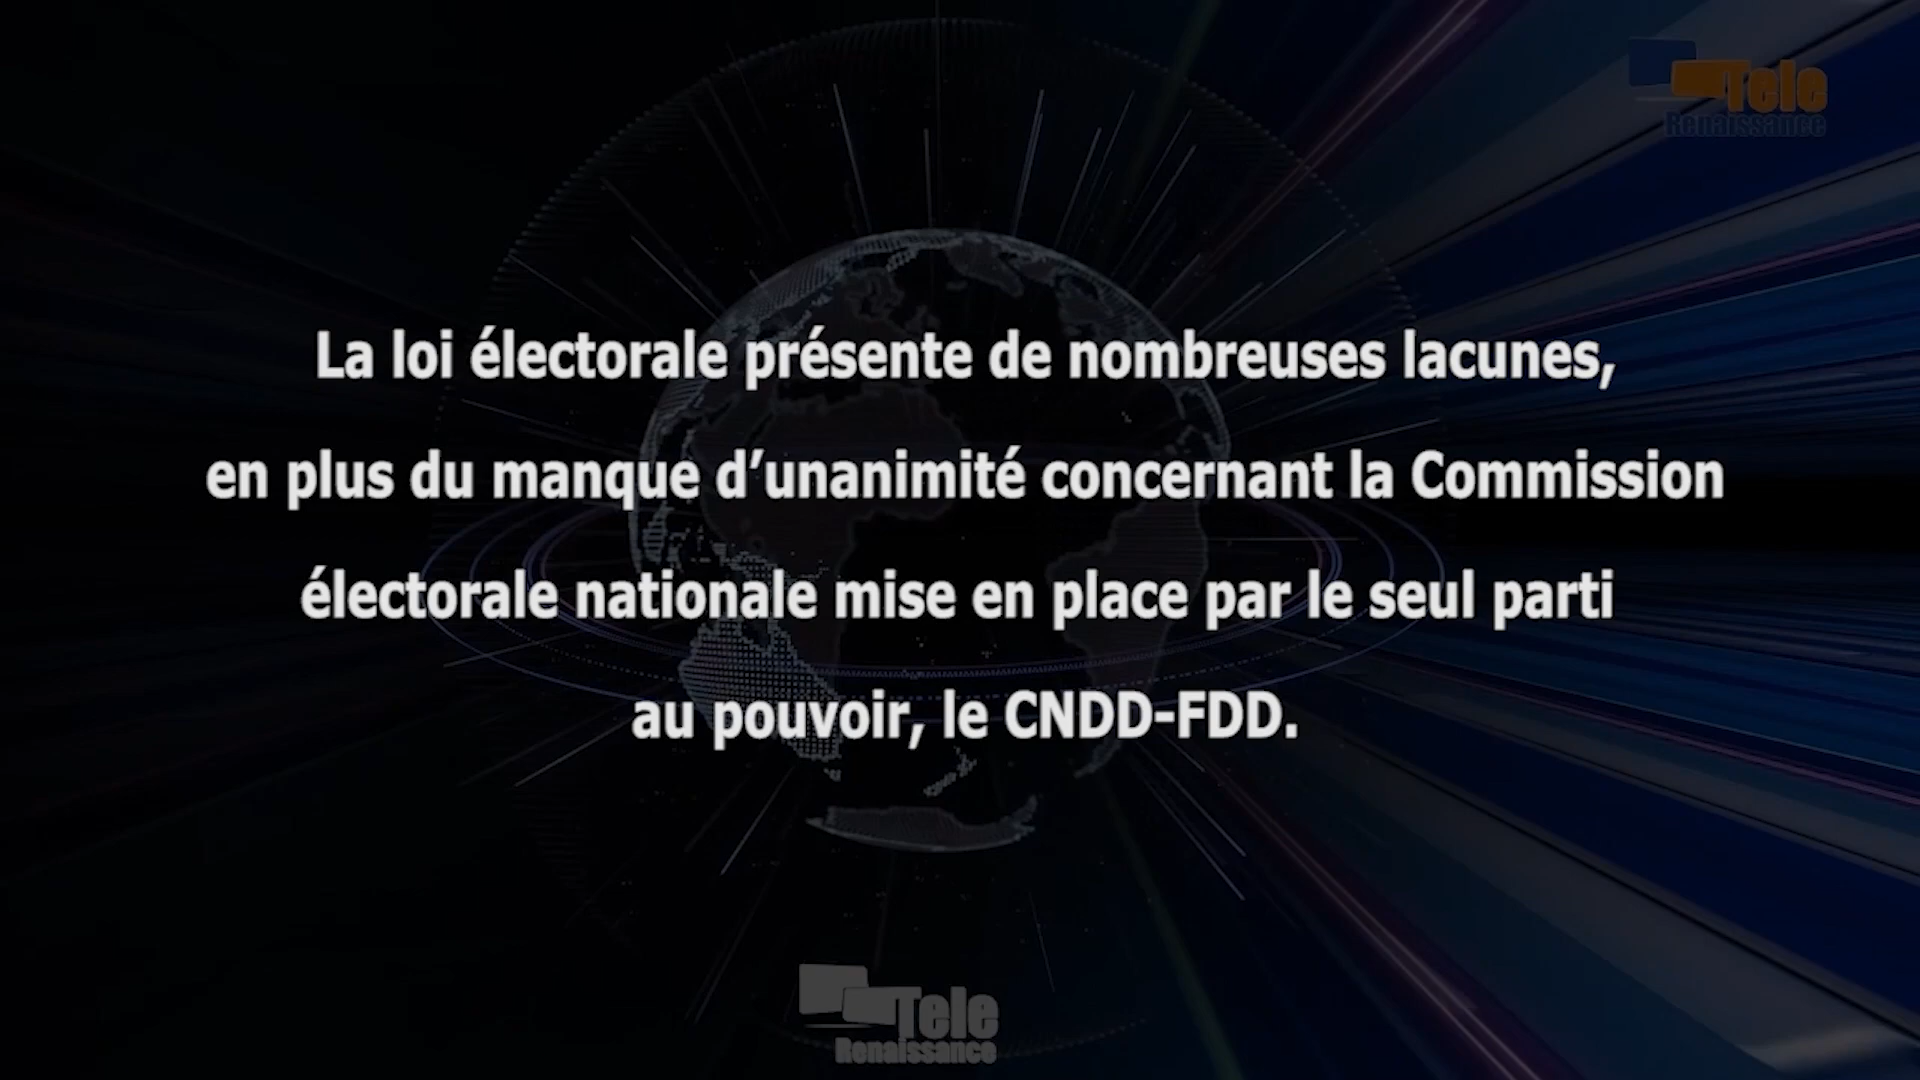 Tele
Renaissance
La loi électorale présente de nombreuses lacunes,
en plus du manque d’unanimité concernant la Commission
électorale nationale mise en place par le seul parti
au pouvoir, le CNDD-FDD.
Tele
Renaissance